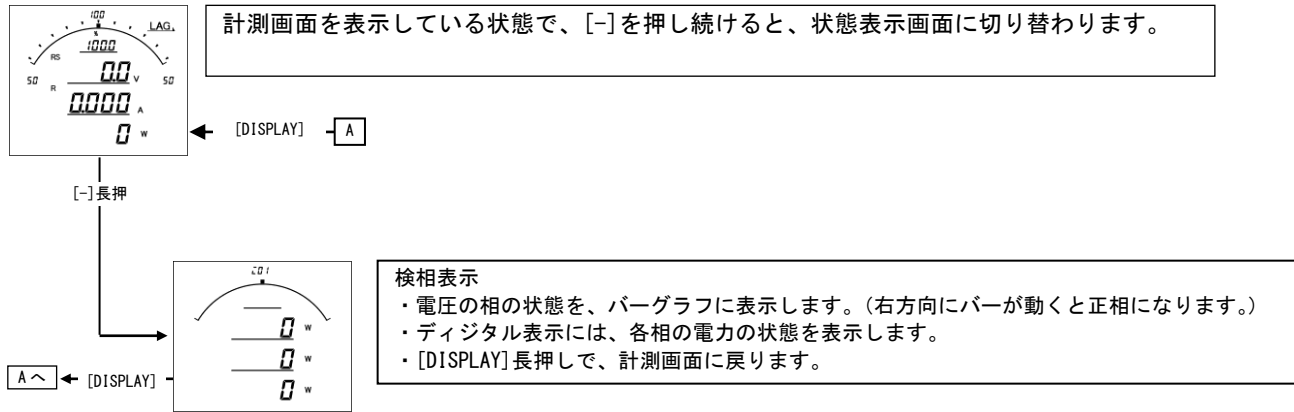 計測画面を表示している状態で、[-]を押し続けると、状態表示画面に切り替わります。
100
LAG.
%
100.0
RS
50
0.0 V
50
R
0.000 A
0 W
[DISPLAY]
A
[-]長押
C01
0 W
0 W
0 W
検相表示
・電圧の相の状態を、バーグラフに表示します。(右方向にバーが動くと正相になります。)
・ディジタル表示には、各相の電力の状態を表示します。
・[DISPLAY]長押しで、計測画面に戻ります。
Aへ
[DISPLAY]